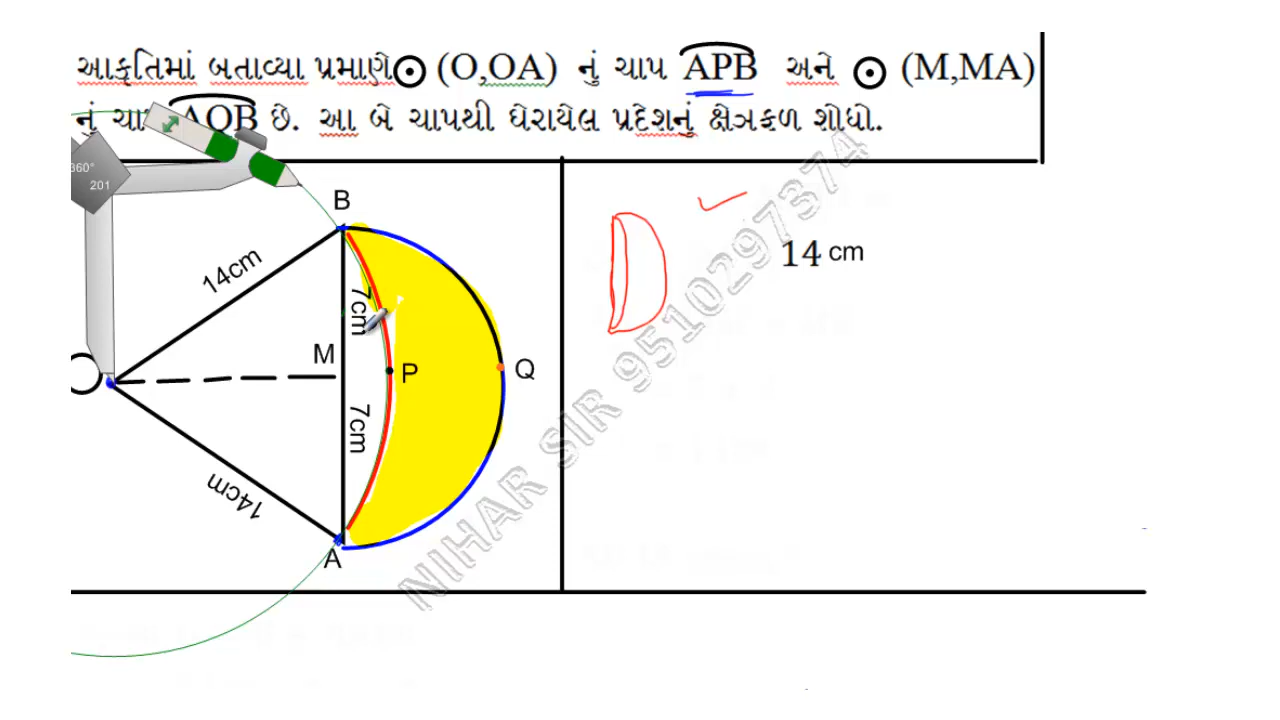 આકૃતિમાં બતાવ્યા પ્રમાણે ⊙ (O,OA) નું ચાપ APB અને ⊙ (M,MA)
નું ચાપ AQB છે. આ બે ચાપથી ઘેરાયેલ પ્રદેશનું ક્ષેત્રફળ શોધો.
360°
201
B
14cm
7cm
M
P
Q
7cm
14cm
A
O
14 cm
NIHAR SIR 9510297374